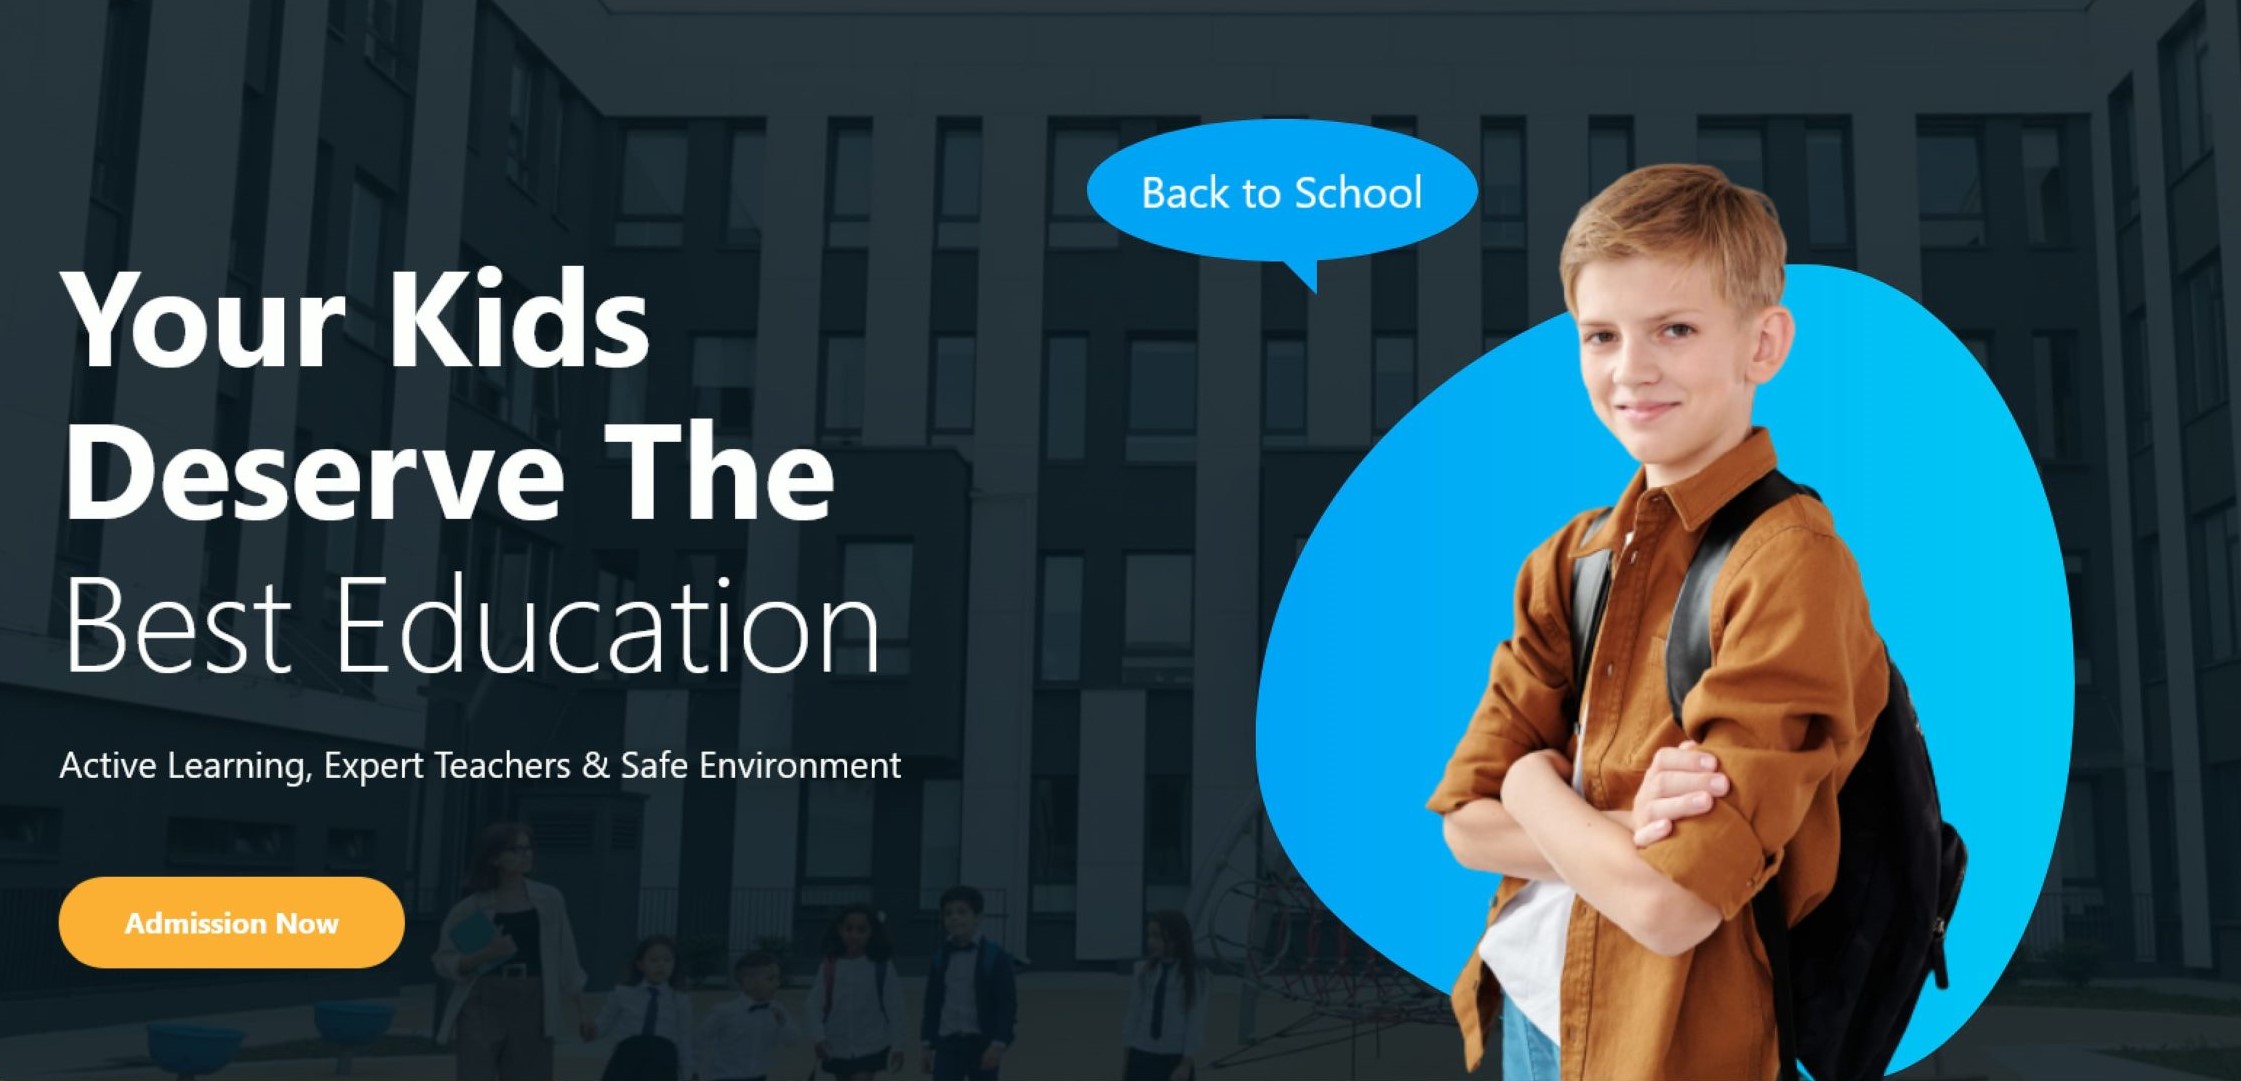 Back to School
Your Kids
Deserve The
Best Education
Active Learning, Expert Teachers & Safe Environment
Admission Now